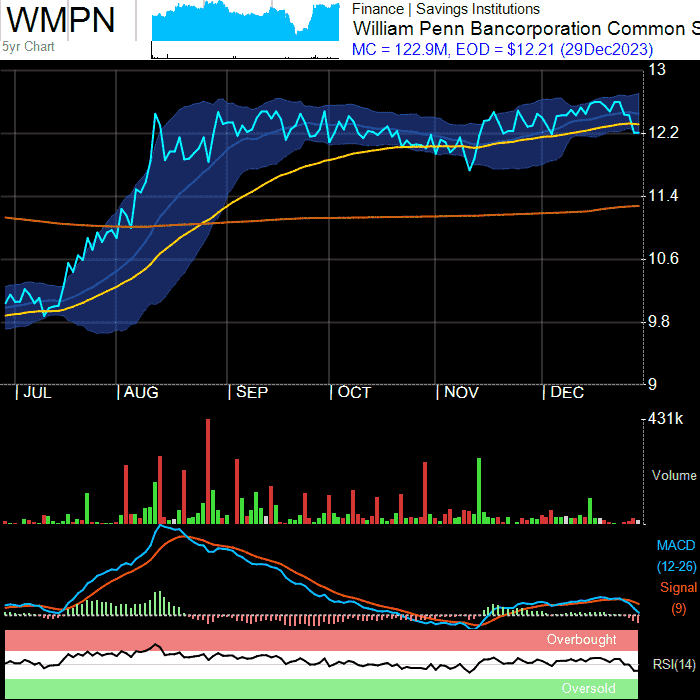 WMPN
5yr Chart
Finance | Savings Institutions
William Penn Bancorporation Common S
MC = 122.9M, EOD = $12.21 (29Dec2023)
13
12.2
11.4
10.6
9.8
9
| JUL | AUG | SEP | OCT | NOV | DEC
431k
Volume
MACD
(12-26)
Signal
(9)
Overbought
RSI(14)
Oversold